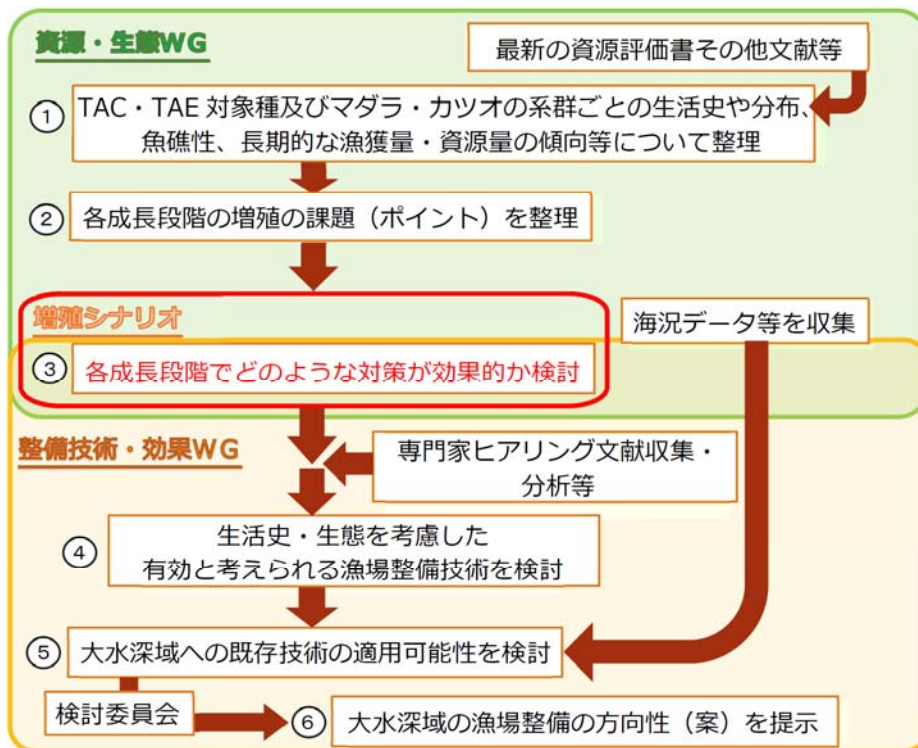 資源・生態WG
最新の資源評価書その他文献等
① TAC・TAE 対象種及びマダラ・カツオの系群ごとの生活史や分布、
魚礁性、長期的な漁獲量・資源量の傾向等について整理
② 各成長段階の増殖の課題（ポイント）を整理
増殖シナリオ
海況データ等を収集
③ 各成長段階でどのような対策が効果的か検討
整備技術・効果WG
専門家ヒアリング文献収集・
分析等
④ 生活史・生態を考慮した
有効と考えられる漁場整備技術を検討
⑤ 大水深域への既存技術の適用可能性を検討
検討委員会
⑥ 大水深域の漁場整備の方向性（案）を提示